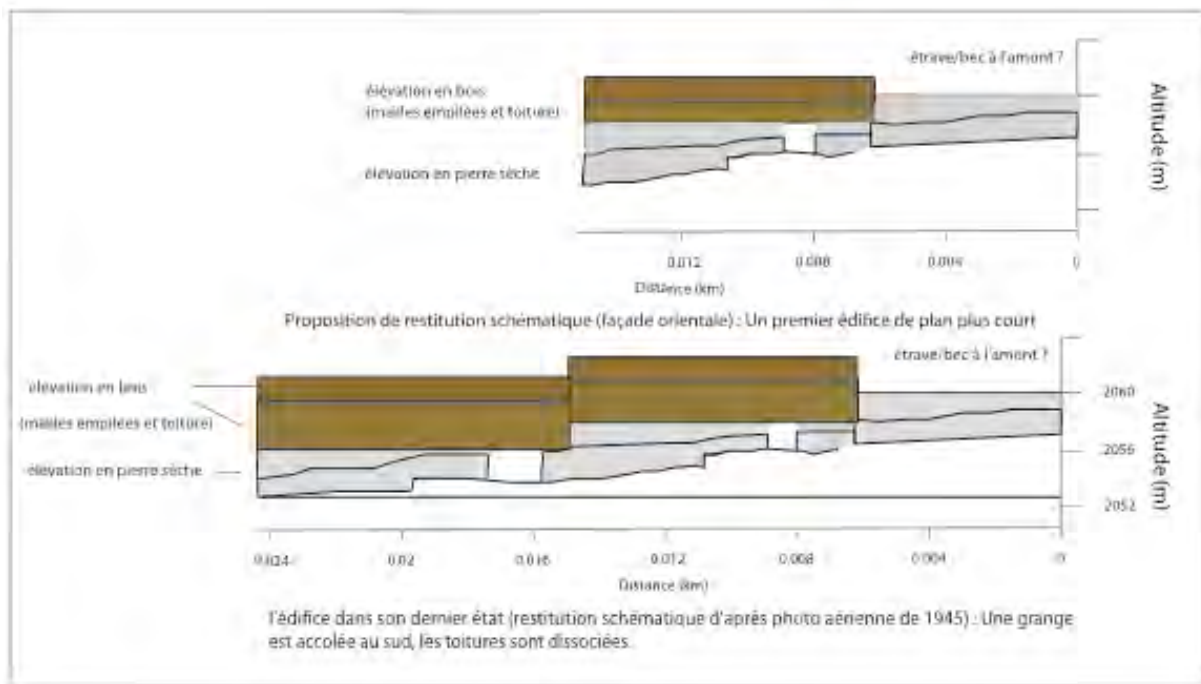 étrave/bec à l'amont ?
élévation en bois
(mailles empilées et toiture)
élévation en pierre sèche
Altitude (m)
0.012 0.008 0.004 0
Distance (km)
Proposition de restitution schématique (façade orientale) : Un premier édifice de plan plus court
étrave/bec à l'amont ?
élévation en bois
(mailles empilées et toiture)
élévation en pierre sèche
2060
2056
2052
Altitude (m)
0.024 0.02 0.016 0.012 0.008 0.004 0
Distance (km)
l'édifice dans son dernier état (restitution schématique d'après photo aérienne de 1945) : Une grange
est accolée au sud, les toitures sont dissociées.